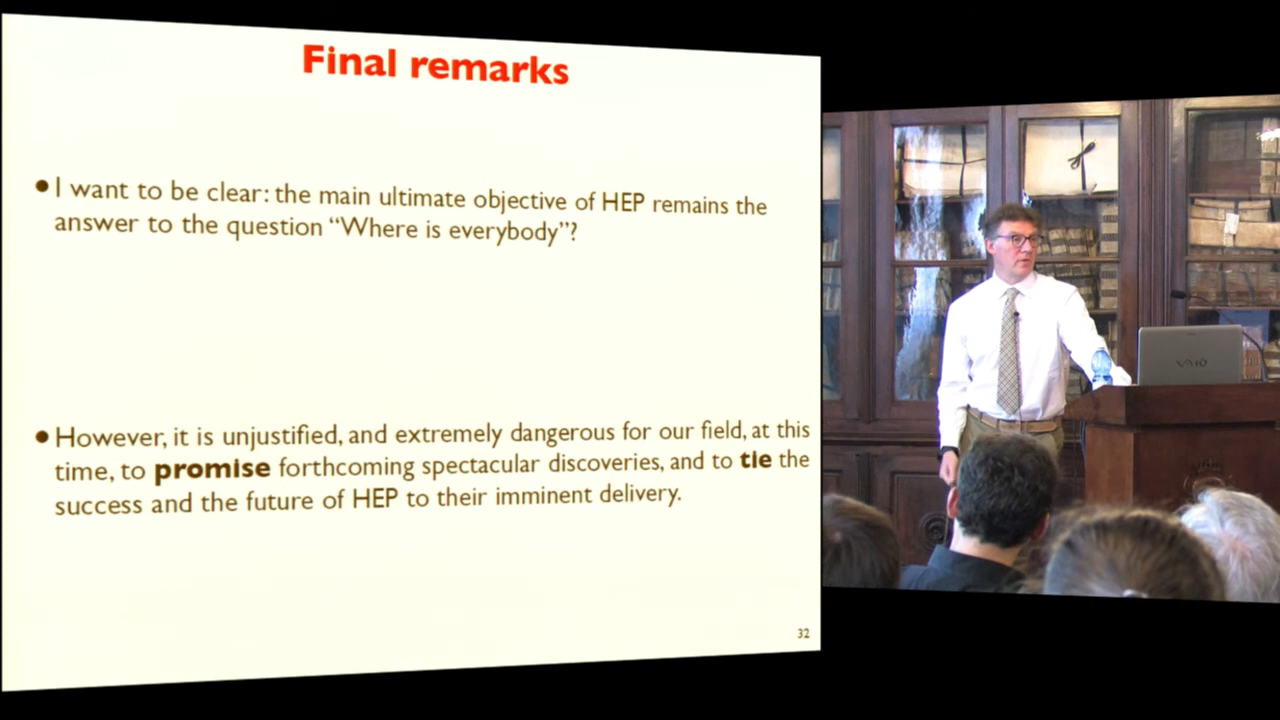 Final remarks
•I want to be clear: the main ultimate objective of HEP remains the
answer to the question “Where is everybody”?
•However, it is unjustified, and extremely dangerous for our field, at this
time, to promise forthcoming spectacular discoveries, and to tie the
success and the future of HEP to their imminent delivery.
32
VAIO